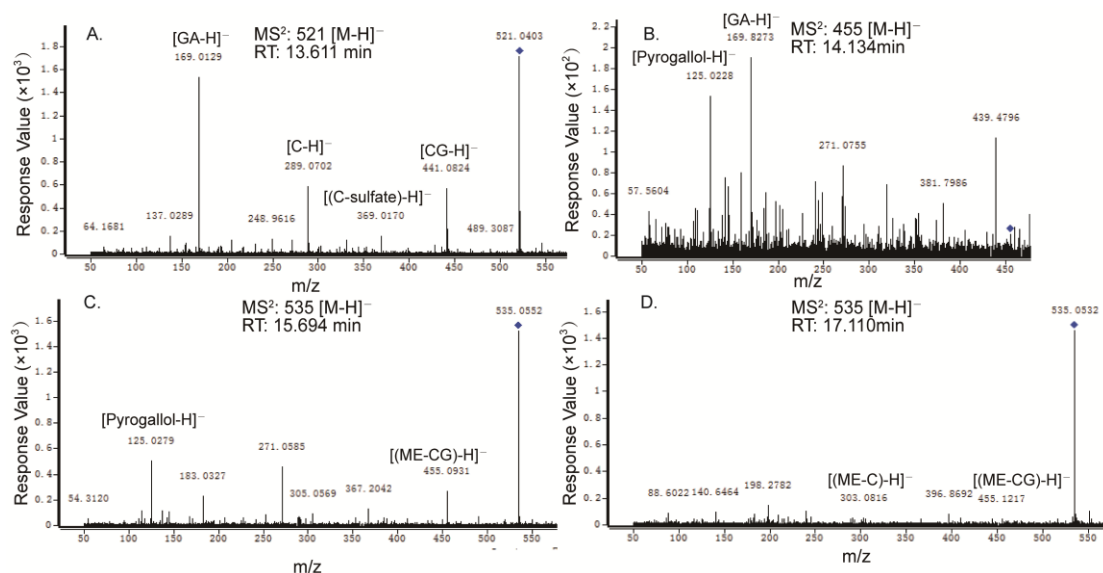 A.
MS²: 521 [M-H]⁻
RT: 13.611 min
[GA-H]⁻
169.0129
521.0403
[C-H]⁻
289.0702
[CG-H]⁻
441.0824
[(C-sulfate)-H]⁻
369.0170
64.1681
137.0289
248.9616
489.3087
Response Value (×10³)
1.8
1.6
1.4
1.2
1
0.8
0.6
0.4
0.2
0
50 100 150 200 250 300 350 400 450 500 550
m/z
B.
MS²: 455 [M-H]⁻
RT: 14.134min
[GA-H]⁻
169.8273
[Pyrogallol-H]⁻
125.0228
439.4796
271.0755
381.7986
57.5604
Response Value (×10²)
2.2
2
1.8
1.6
1.4
1.2
1
0.8
0.6
0.4
0.2
0
50 100 150 200 250 300 350 400 450
m/z
C.
MS²: 535 [M-H]⁻
RT: 15.694 min
535.0552
[Pyrogallol-H]⁻
125.0279
271.0585
[(ME-CG)-H]⁻
455.0931
183.0327
305.0569
367.2042
54.3120
Response Value (×10³)
1.6
1.4
1.2
1
0.8
0.6
0.4
0.2
0
50 100 150 200 250 300 350 400 450 500 550
m/z
D.
MS²: 535 [M-H]⁻
RT: 17.110min
535.0532
[(ME-C)-H]⁻
303.0816
[(ME-CG)-H]⁻
455.1217
88.6022
140.6464
198.2782
396.8692
Response Value (×10³)
1.6
1.4
1.2
1
0.8
0.6
0.4
0.2
0
50 100 150 200 250 300 350 400 450 500 550
m/z